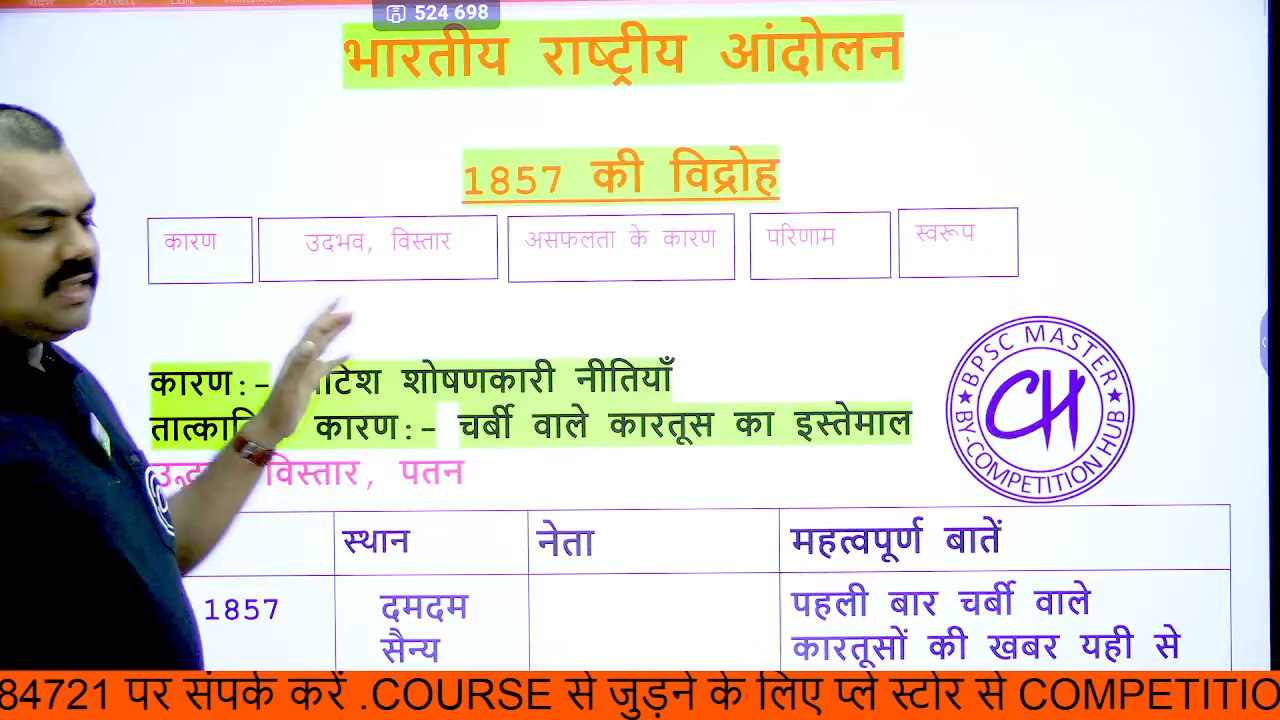 524 698
भारतीय राष्ट्रीय आंदोलन
1857 की विद्रोह
कारण
उदभव, विस्तार
असफलता के कारण
परिणाम
स्वरूप
कारण:- शोषणकारी नीतियाँ
कारण:- चर्बी वाले कारतूस का इस्तेमाल
विस्तार, पतन
BPSC MASTER
CH
BY-COMPETITION HUB
स्थान
नेता
महत्वपूर्ण बातें
1857
दमदम
सैन्य
पहली बार चर्बी वाले
कारतूसों की खबर यही से
84721 पर संपर्क करें .COURSE से जुड़ने के लिए प्ले स्टोर से COMPETITIO